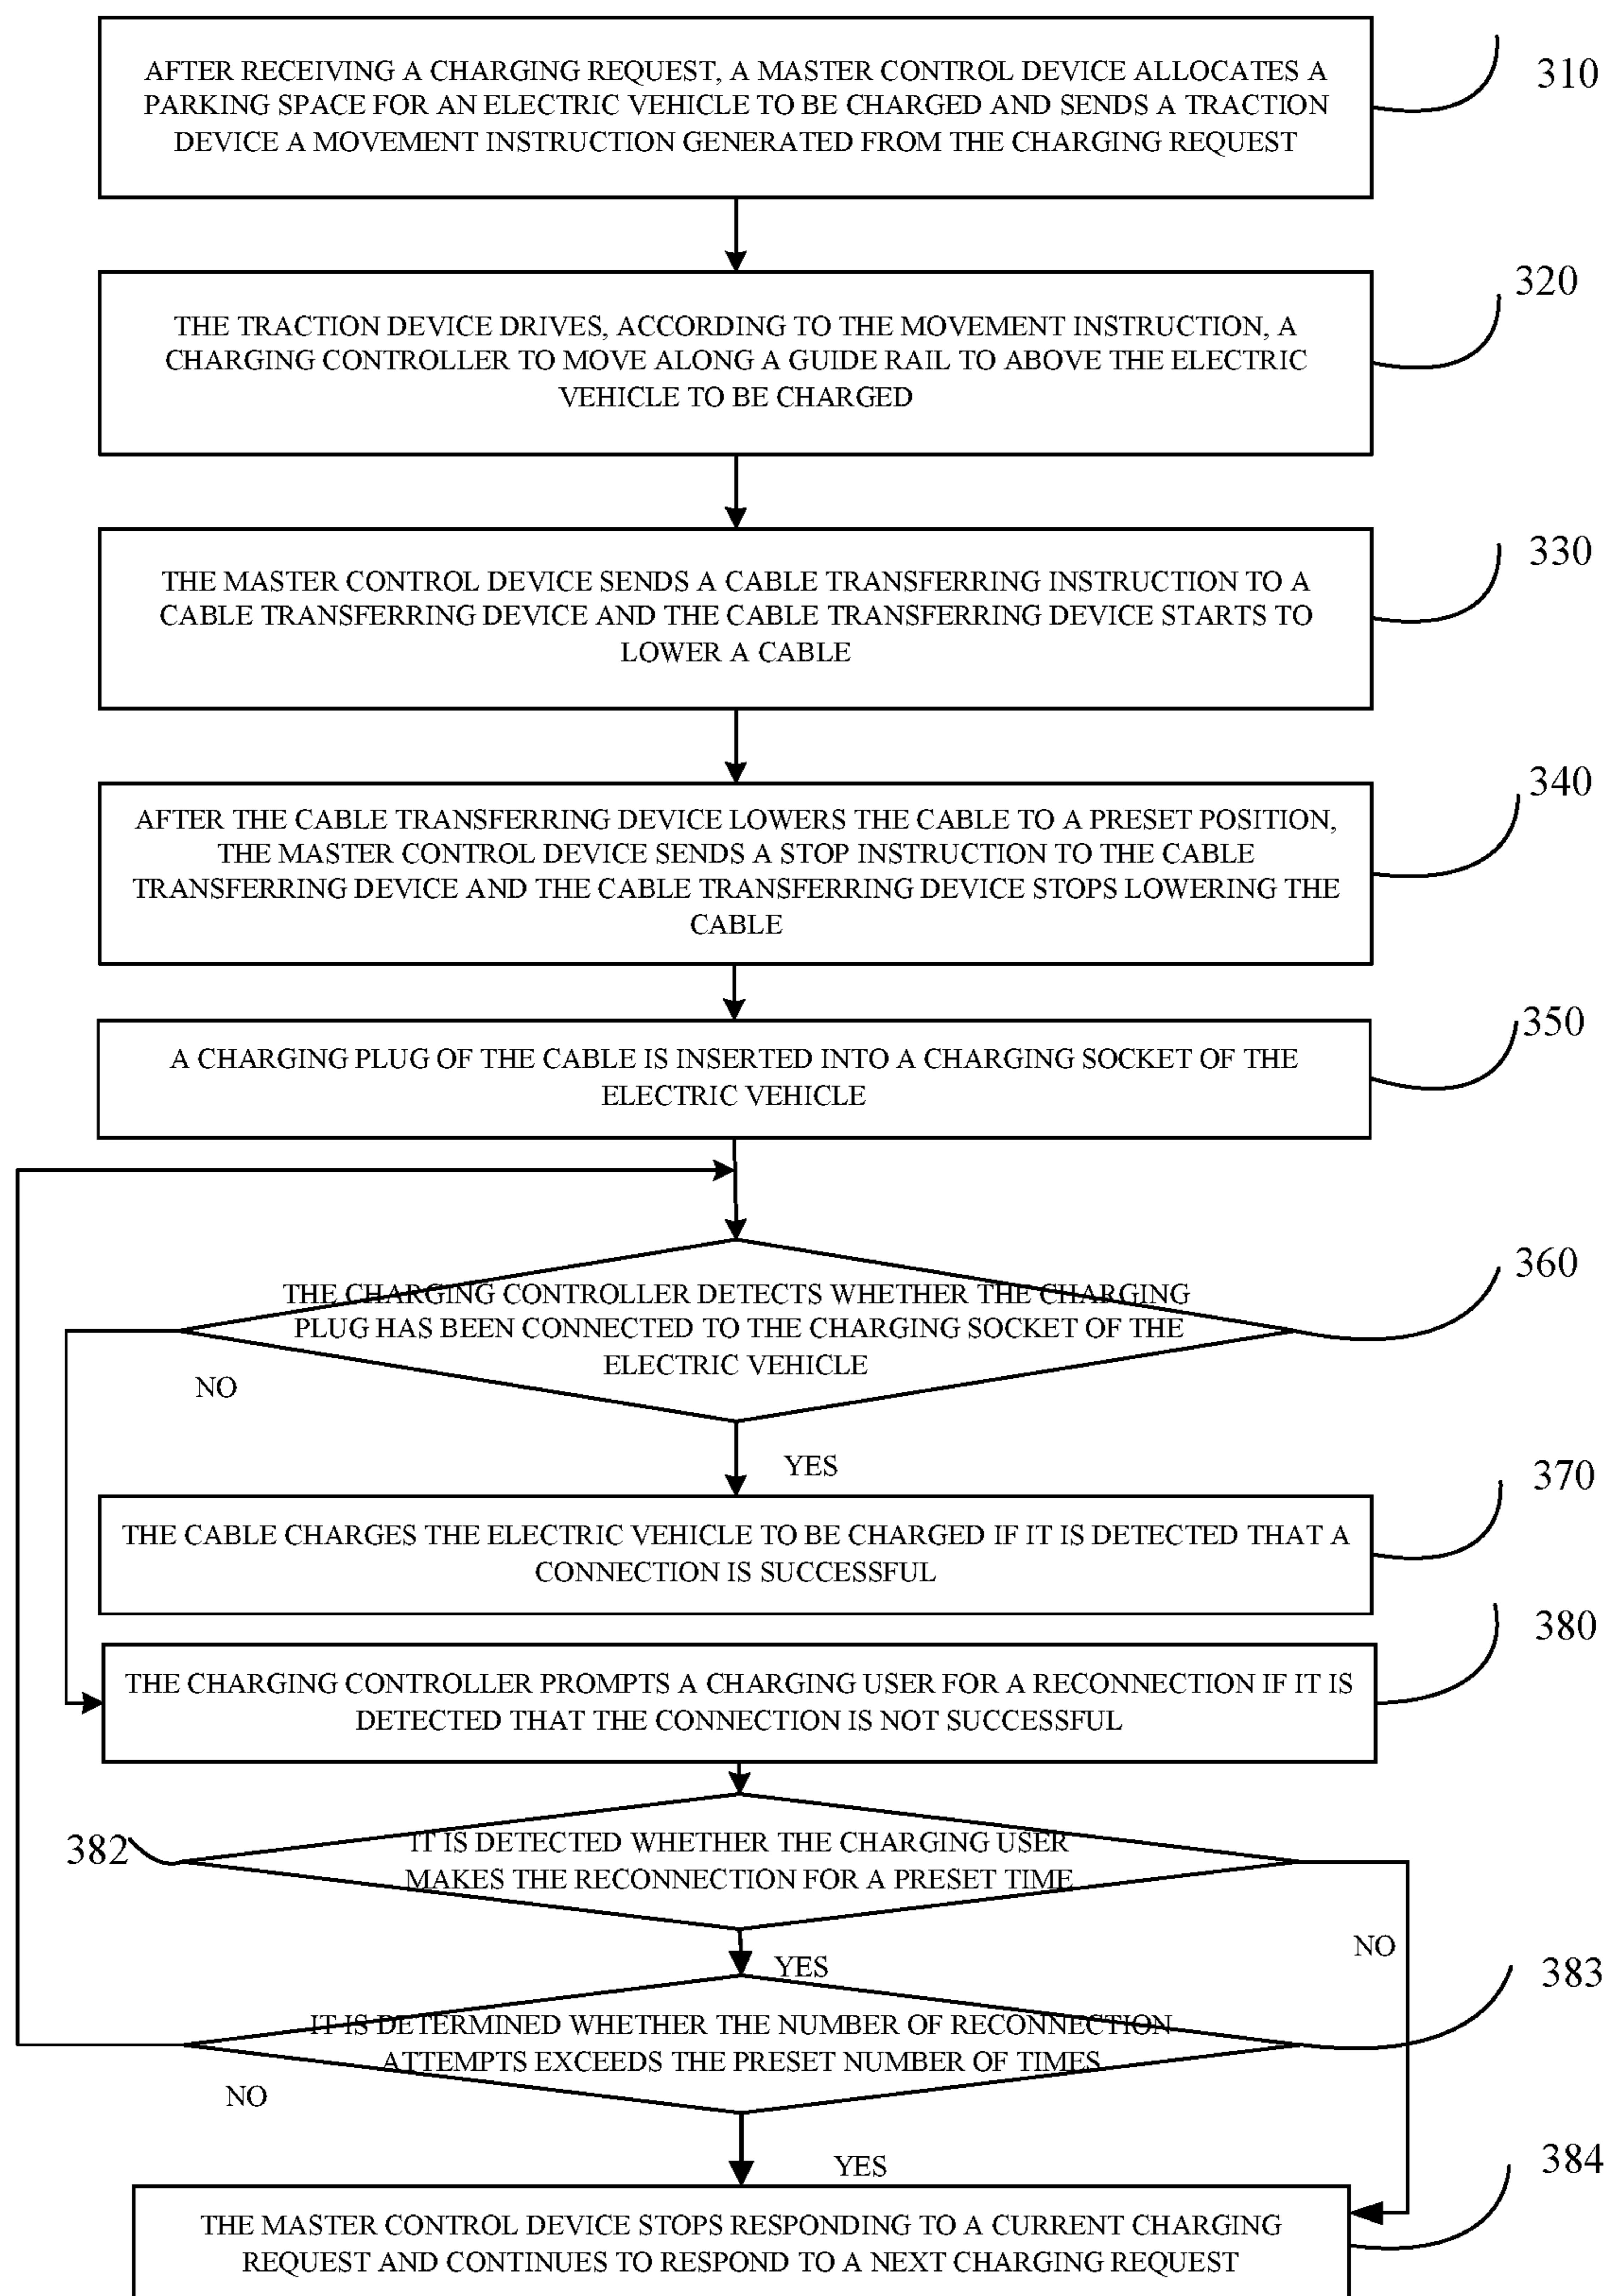 AFTER RECEIVING A CHARGING REQUEST, A MASTER CONTROL DEVICE ALLOCATES A
PARKING SPACE FOR AN ELECTRIC VEHICLE TO BE CHARGED AND SENDS A TRACTION
DEVICE A MOVEMENT INSTRUCTION GENERATED FROM THE CHARGING REQUEST
310
THE TRACTION DEVICE DRIVES, ACCORDING TO THE MOVEMENT INSTRUCTION, A
CHARGING CONTROLLER TO MOVE ALONG A GUIDE RAIL TO ABOVE THE ELECTRIC
VEHICLE TO BE CHARGED
320
THE MASTER CONTROL DEVICE SENDS A CABLE TRANSFERRING INSTRUCTION TO A
CABLE TRANSFERRING DEVICE AND THE CABLE TRANSFERRING DEVICE STARTS TO
LOWER A CABLE
330
AFTER THE CABLE TRANSFERRING DEVICE LOWERS THE CABLE TO A PRESET POSITION,
THE MASTER CONTROL DEVICE SENDS A STOP INSTRUCTION TO THE CABLE
TRANSFERRING DEVICE AND THE CABLE TRANSFERRING DEVICE STOPS LOWERING THE
CABLE
340
A CHARGING PLUG OF THE CABLE IS INSERTED INTO A CHARGING SOCKET OF THE
ELECTRIC VEHICLE
350
THE CHARGING CONTROLLER DETECTS WHETHER THE CHARGING
PLUG HAS BEEN CONNECTED TO THE CHARGING SOCKET OF THE
ELECTRIC VEHICLE
360
NO
YES
THE CABLE CHARGES THE ELECTRIC VEHICLE TO BE CHARGED IF IT IS DETECTED THAT A
CONNECTION IS SUCCESSFUL
370
THE CHARGING CONTROLLER PROMPTS A CHARGING USER FOR A RECONNECTION IF IT IS
DETECTED THAT THE CONNECTION IS NOT SUCCESSFUL
380
382
IT IS DETECTED WHETHER THE CHARGING USER
MAKES THE RECONNECTION FOR A PRESET TIME
NO
YES
IT IS DETERMINED WHETHER THE NUMBER OF RECONNECTION
ATTEMPTS EXCEEDS THE PRESET NUMBER OF TIMES
383
NO
YES
THE MASTER CONTROL DEVICE STOPS RESPONDING TO A CURRENT CHARGING
REQUEST AND CONTINUES TO RESPOND TO A NEXT CHARGING REQUEST
384